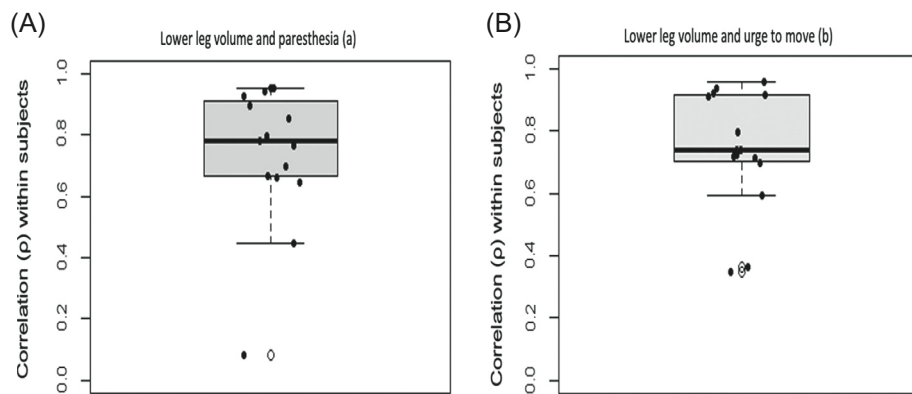 (A)
Lower leg volume and paresthesia (a)
Correlation (ρ) within subjects
1.0
0.8
0.6
0.4
0.2
0.0
(B)
Lower leg volume and urge to move (b)
Correlation (ρ) within subjects
1.0
0.8
0.6
0.4
0.2
0.0